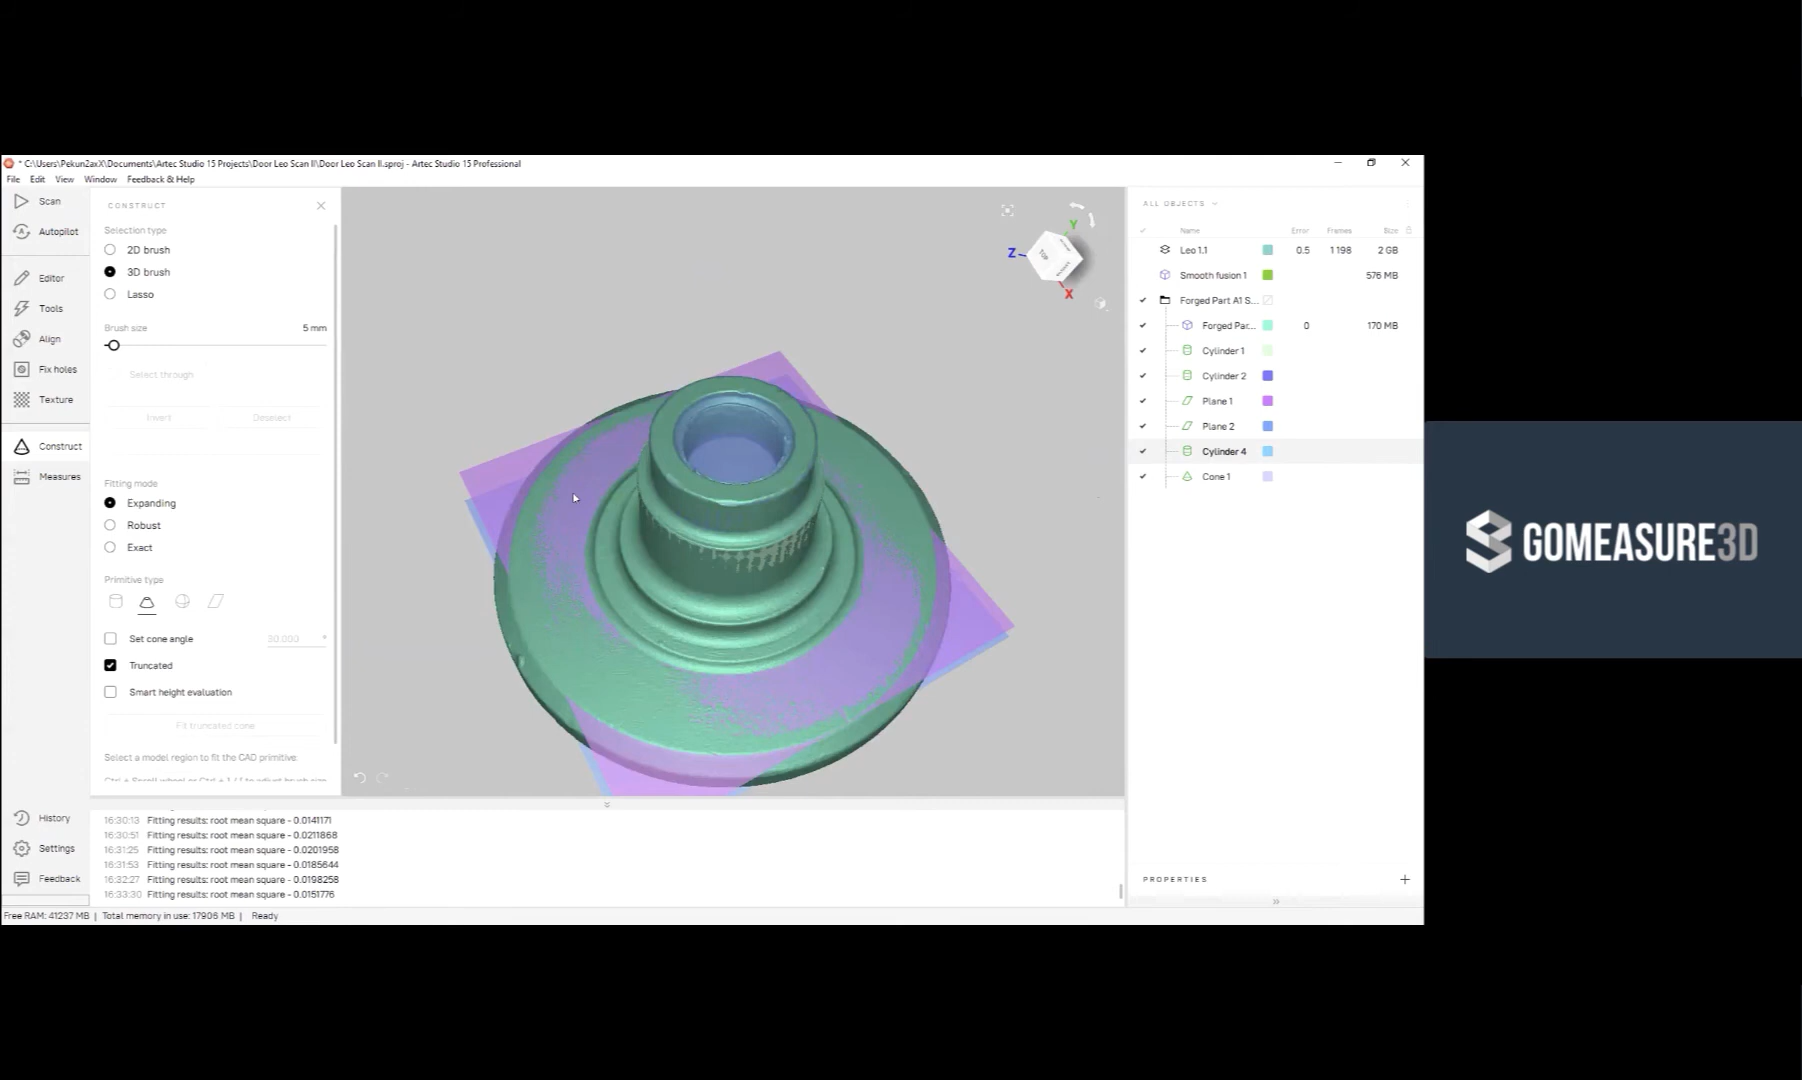 * C:\Users\Pekun2axX\Documents\Artec Studio 15 Projects\Door Leo Scan II\Door Leo Scan II.sproj - Artec Studio 15 Professional
File Edit View Window Feedback & Help
Scan
Autopilot
Editor
Tools
Align
Fix holes
Texture
Construct
Measures
History
Settings
Feedback
CONSTRUCT
Selection type
2D brush
3D brush
Lasso
Brush size 5 mm
Select through
Invert Deselect
Fitting mode
Expanding
Robust
Exact
Primitive type
Set cone angle 30.000 °
Truncated
Smart height evaluation
Fit truncated cone
Select a model region to fit the CAD primitive.
Y
Z
TOP
X
ALL OBJECTS
Name Error Frames Size
Leo 1.1 0.5 1 198 2 GB
Smooth fusion 1 576 MB
Forged Part A1 S...
Forged Par... 0 170 MB
Cylinder 1
Cylinder 2
Plane 1
Plane 2
Cylinder 4
Cone 1
PROPERTIES
16:30:13 Fitting results: root mean square - 0.0141171
16:30:51 Fitting results: root mean square - 0.0211868
16:31:25 Fitting results: root mean square - 0.0201958
16:31:53 Fitting results: root mean square - 0.0185644
16:32:27 Fitting results: root mean square - 0.0198258
16:33:30 Fitting results: root mean square - 0.0151776
Free RAM: 41237 MB | Total memory in use: 17906 MB | Ready
GOMEASURE3D